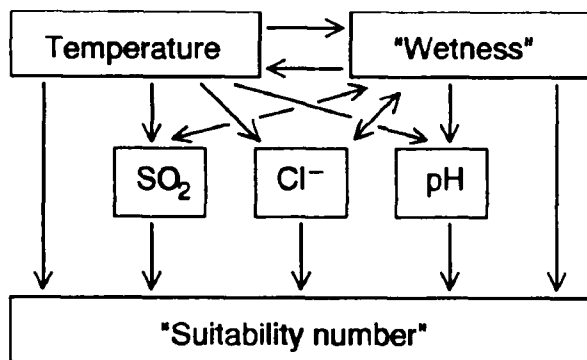 Temperature
"Wetness"
SO₂
Cl⁻
pH
"Suitability number"